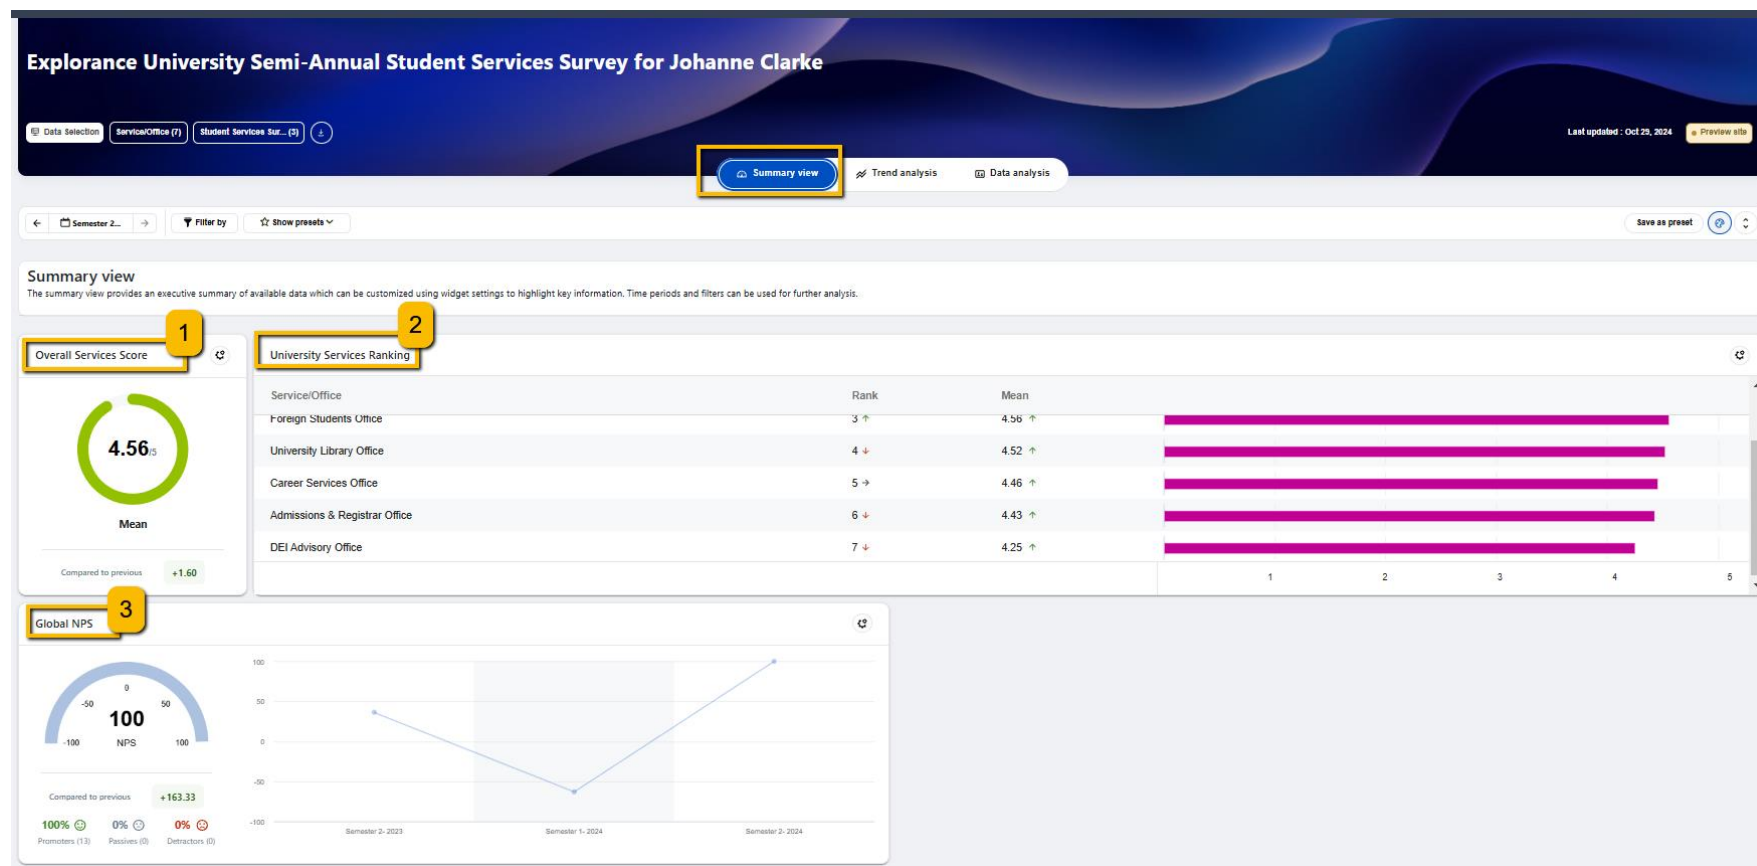 Explorance University Semi-Annual Student Services Survey for Johanne Clarke
Data Selection
Service/Office (7)
Student Services Sur... (3)
Last updated : Oct 29, 2024
Preview site
Summary view
Trend analysis
Data analysis
Semester 2...
Filter by
Show presets
Save as preset
Summary view
The summary view provides an executive summary of available data which can be customized using widget settings to highlight key information. Time periods and filters can be used for further analysis.
1
Overall Services Score
4.56/5
Mean
Compared to previous +1.60
2
University Services Ranking
Service/Office Rank Mean
Foreign Students Office 3 ↑ 4.56 ↑
University Library Office 4 ↓ 4.52 ↑
Career Services Office 5 → 4.46 ↑
Admissions & Registrar Office 6 ↓ 4.43 ↑
DEI Advisory Office 7 ↓ 4.25 ↑
1 2 3 4 5
3
Global NPS
0
-50 50
100
-100 NPS 100
Compared to previous +163.33
100% 0% 0%
Promoters (13) Passives (0) Detractors (0)
100
50
0
-50
-100
Semester 2- 2023 Semester 1- 2024 Semester 2- 2024